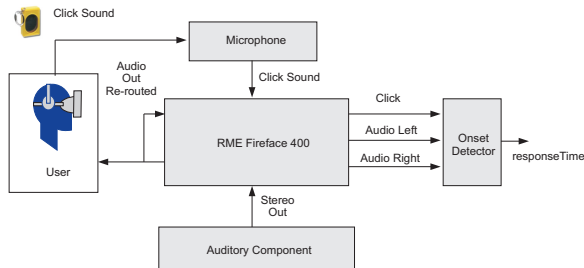 Click Sound
Microphone
Audio
Out
Re-routed
Click Sound
Click
RME Fireface 400
Audio Left
Onset
Detector
responseTime
Audio Right
User
Stereo
Out
Auditory Component